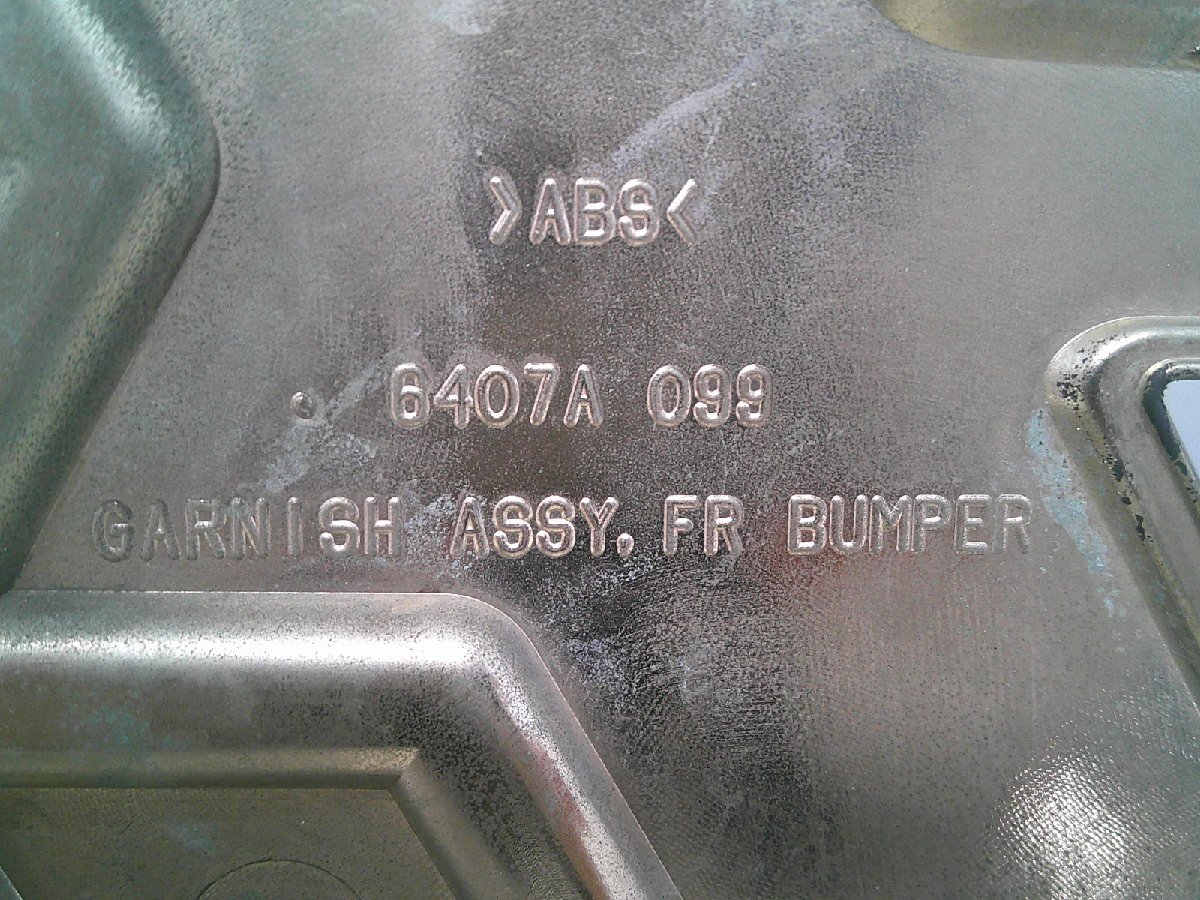 >ABS<
6407A 099
GARNISH ASSY, FR BUMPER